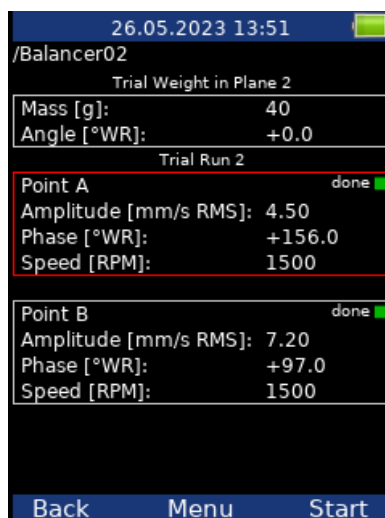 26.05.2023 13:51
/Balancer02
Trial Weight in Plane 2
Mass [g]: 40
Angle [°WR]: +0.0
Trial Run 2
Point A done
Amplitude [mm/s RMS]: 4.50
Phase [°WR]: +156.0
Speed [RPM]: 1500
Point B done
Amplitude [mm/s RMS]: 7.20
Phase [°WR]: +97.0
Speed [RPM]: 1500
Back Menu Start